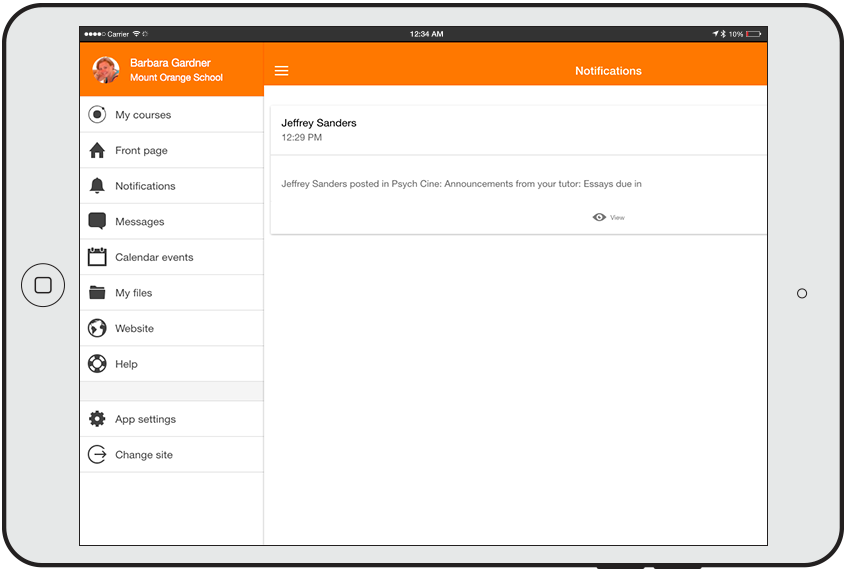 Carrier 12:34 AM 10%
Barbara Gardner
Mount Orange School
Notifications
My courses
Front page
Notifications
Messages
Calendar events
My files
Website
Help
App settings
Change site
Jeffrey Sanders
12:29 PM
Jeffrey Sanders posted in Psych Cine: Announcements from your tutor: Essays due in
View